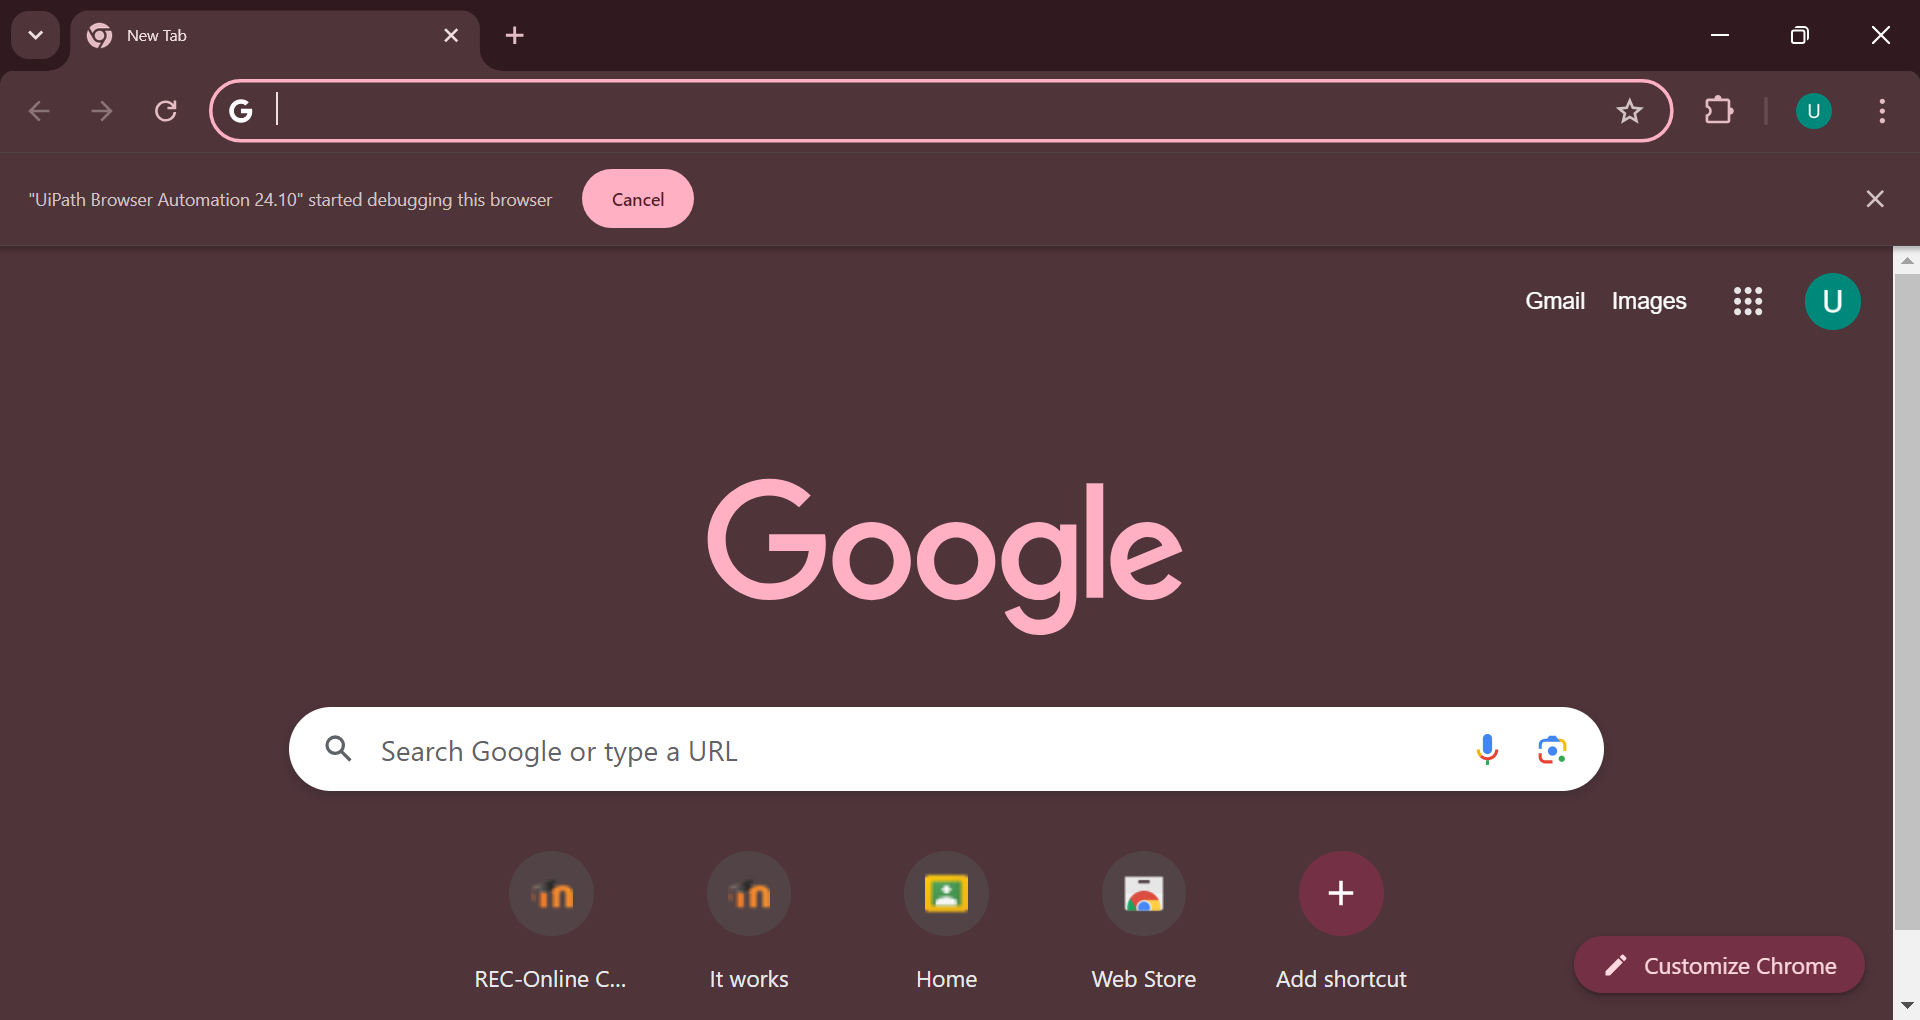 New Tab
U
"UiPath Browser Automation 24.10" started debugging this browser
Cancel
Gmail
Images
U
Google
Search Google or type a URL
REC-Online C...
It works
Home
Web Store
Add shortcut
Customize Chrome